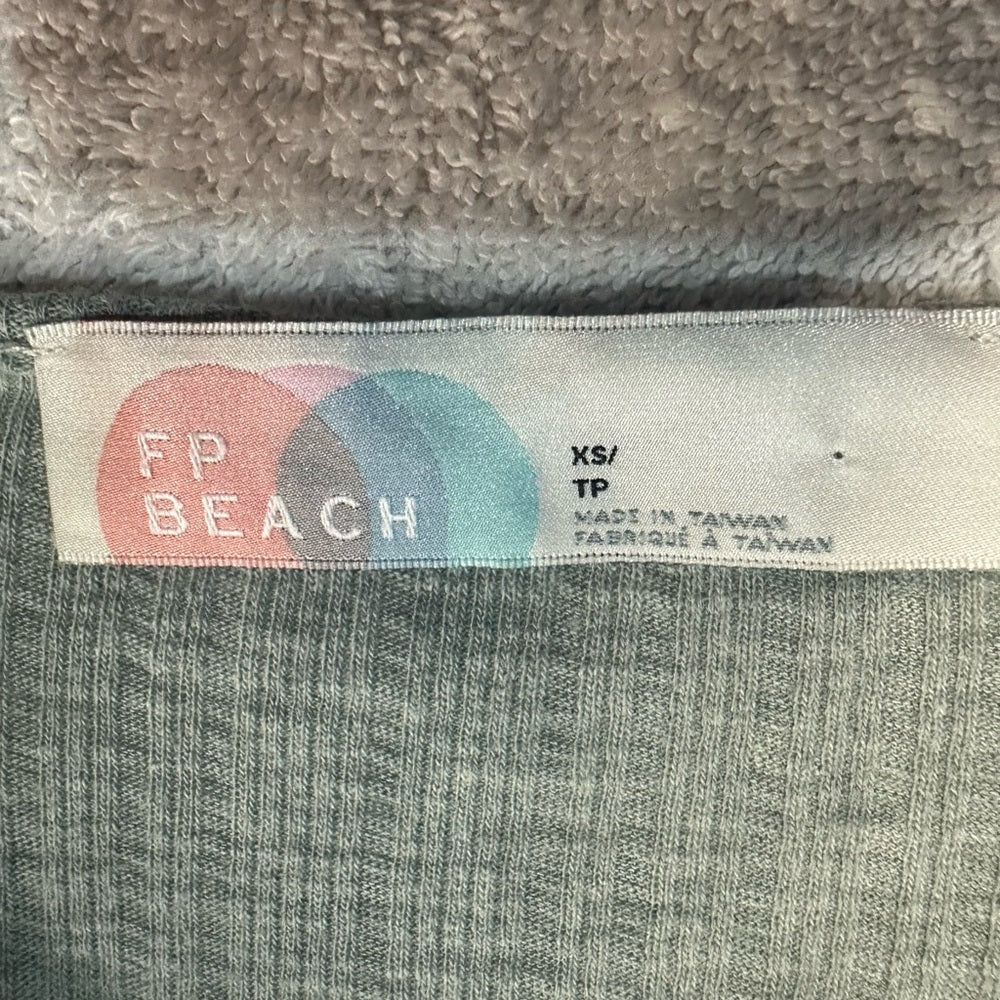 FP
BEACH
XS/
TP
MADE IN TAIWAN
FABRIQUÉ À TAIWAN